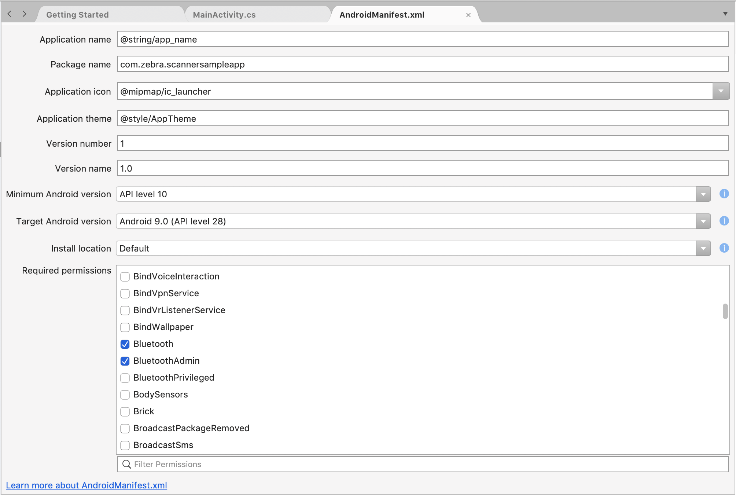 Getting Started MainActivity.cs AndroidManifest.xml
Application name @string/app_name
Package name com.zebra.scannersampleapp
Application icon @mipmap/ic_launcher
Application theme @style/AppTheme
Version number 1
Version name 1.0
Minimum Android version API level 10
Target Android version Android 9.0 (API level 28)
Install location Default
Required permissions
BindVoiceInteraction
BindVpnService
BindVrListenerService
BindWallpaper
Bluetooth
BluetoothAdmin
BluetoothPrivileged
BodySensors
Brick
BroadcastPackageRemoved
BroadcastSms
Filter Permissions
Learn more about AndroidManifest.xml